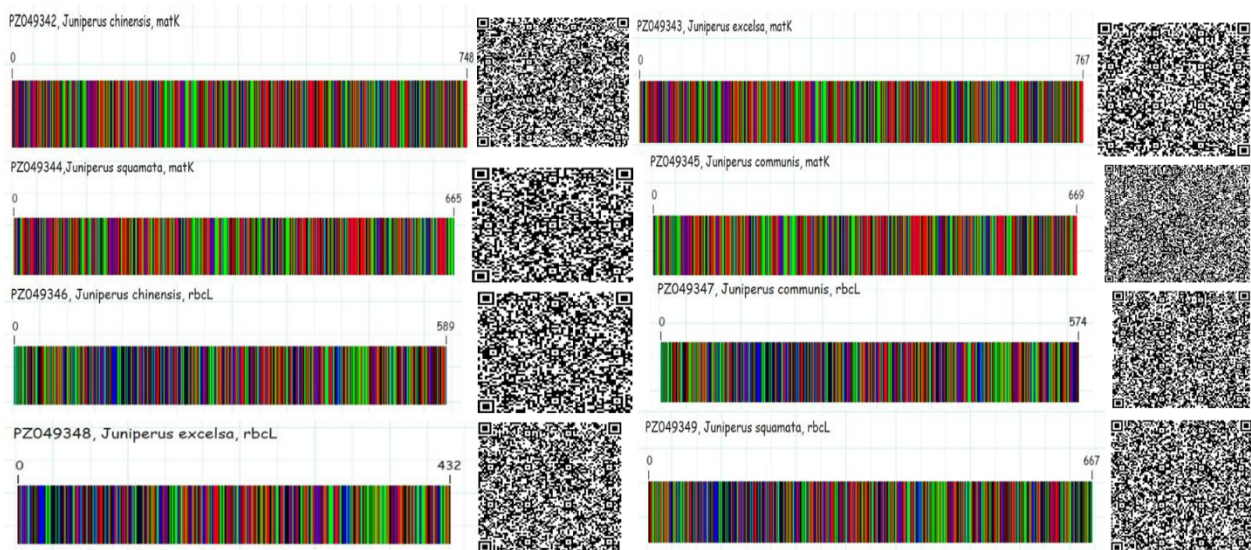 PZ049342, Juniperus chinensis, matK
0 748
PZ049343, Juniperus excelsa, matK
0 767
PZ049344,Juniperus squamata, matK
0 665
PZ049345, Juniperus communis, matK
0 669
PZ049346, Juniperus chinensis, rbcL
0 589
PZ049347, Juniperus communis, rbcL
0 574
PZ049348, Juniperus excelsa, rbcL
0 432
PZ049349, Juniperus squamata, rbcL
0 667